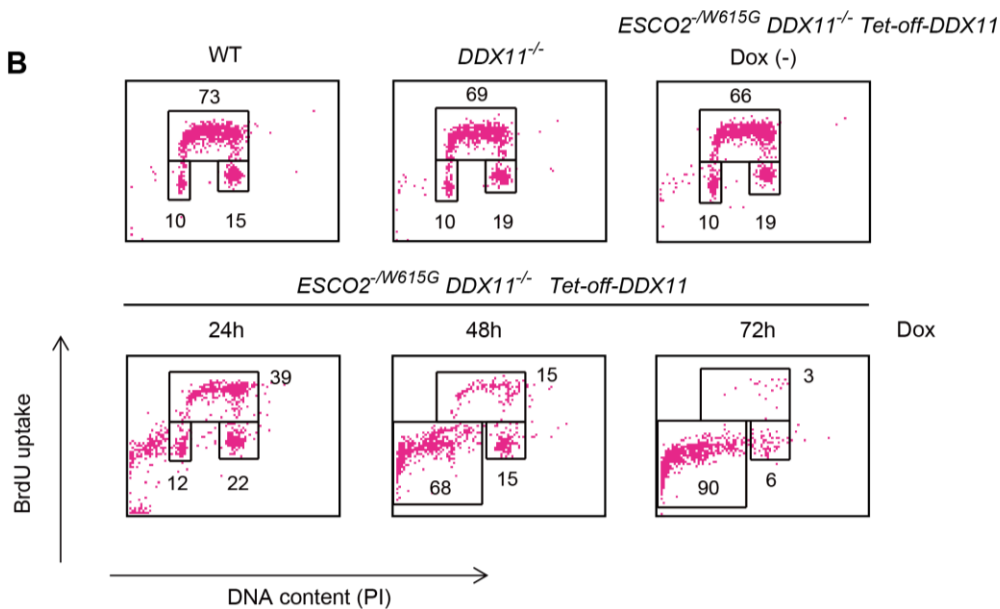 ESCO2-/W615G DDX11-/- Tet-off-DDX11
B
WT
DDX11-/-
Dox (-)
73
69
66
10
15
10
19
10
19
ESCO2-/W615G DDX11-/- Tet-off-DDX11
24h
48h
72h
Dox
39
15
3
12
22
68
15
90
6
BrdU uptake
DNA content (PI)